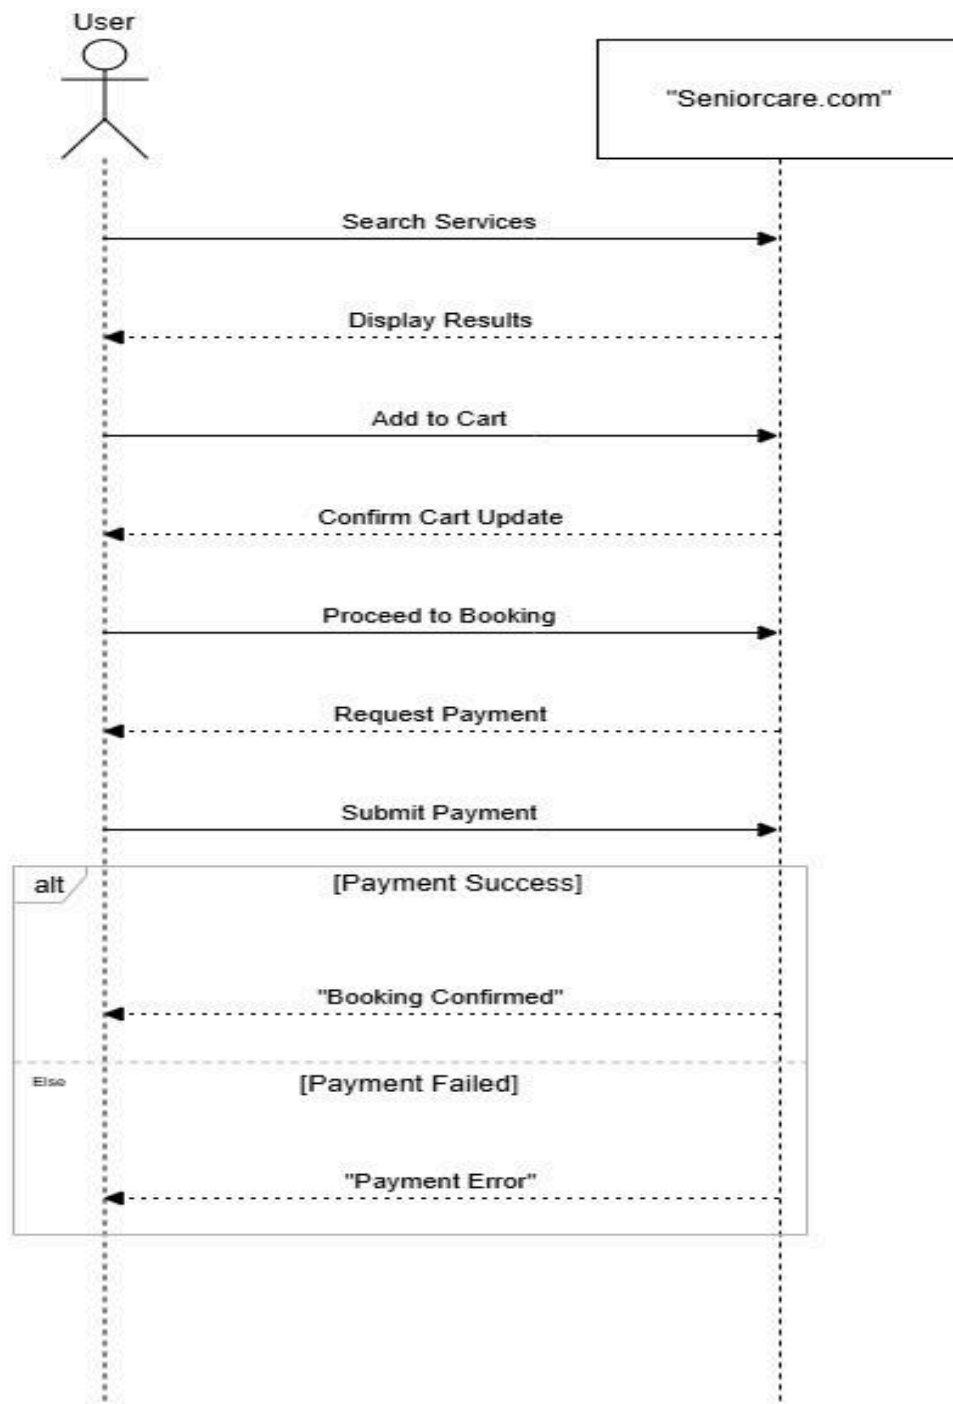 User
"Seniorcare.com"
Search Services
Display Results
Add to Cart
Confirm Cart Update
Proceed to Booking
Request Payment
Submit Payment
alt [Payment Success]
"Booking Confirmed"
Else [Payment Failed]
"Payment Error"